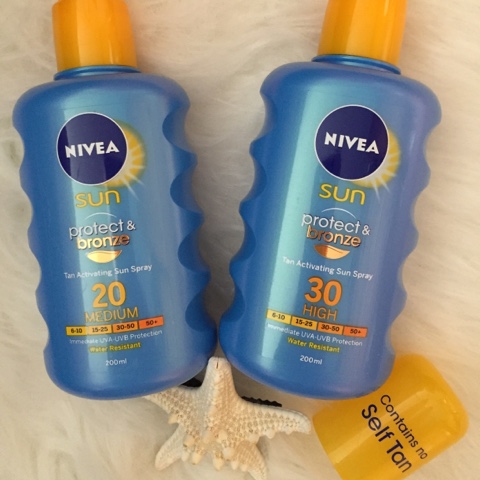 NIVEA
sun
protect &
bronze
Tan Activating Sun Spray
20
MEDIUM
6-10 15-25 30-50 50+
Immediate UVA-UVB Protection
Water Resistant
200ml
NIVEA
sun
protect &
bronze
Tan Activating Sun Spray
30
HIGH
6-10 15-25 30-50 50+
Immediate UVA-UVB Protection
Water Resistant
200ml
Contains no
Self Tan